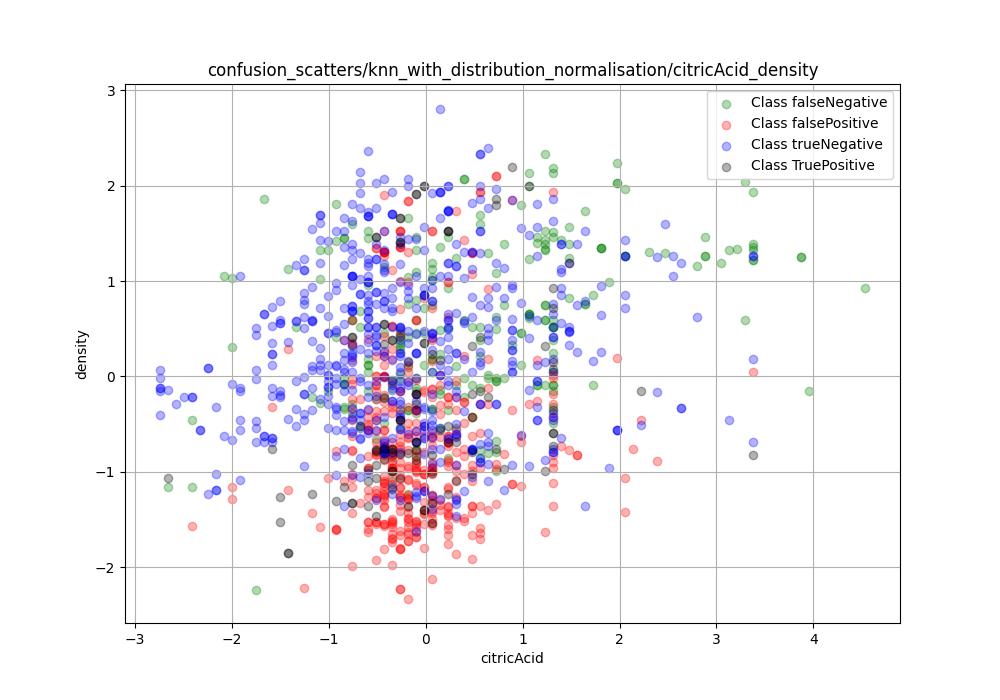 confusion_scatters/knn_with_distribution_normalisation/citricAcid_density
Class falseNegative
Class falsePositive
Class trueNegative
Class TruePositive
3
2
1
0
−1
−2
density
−3 −2 −1 0 1 2 3 4
citricAcid